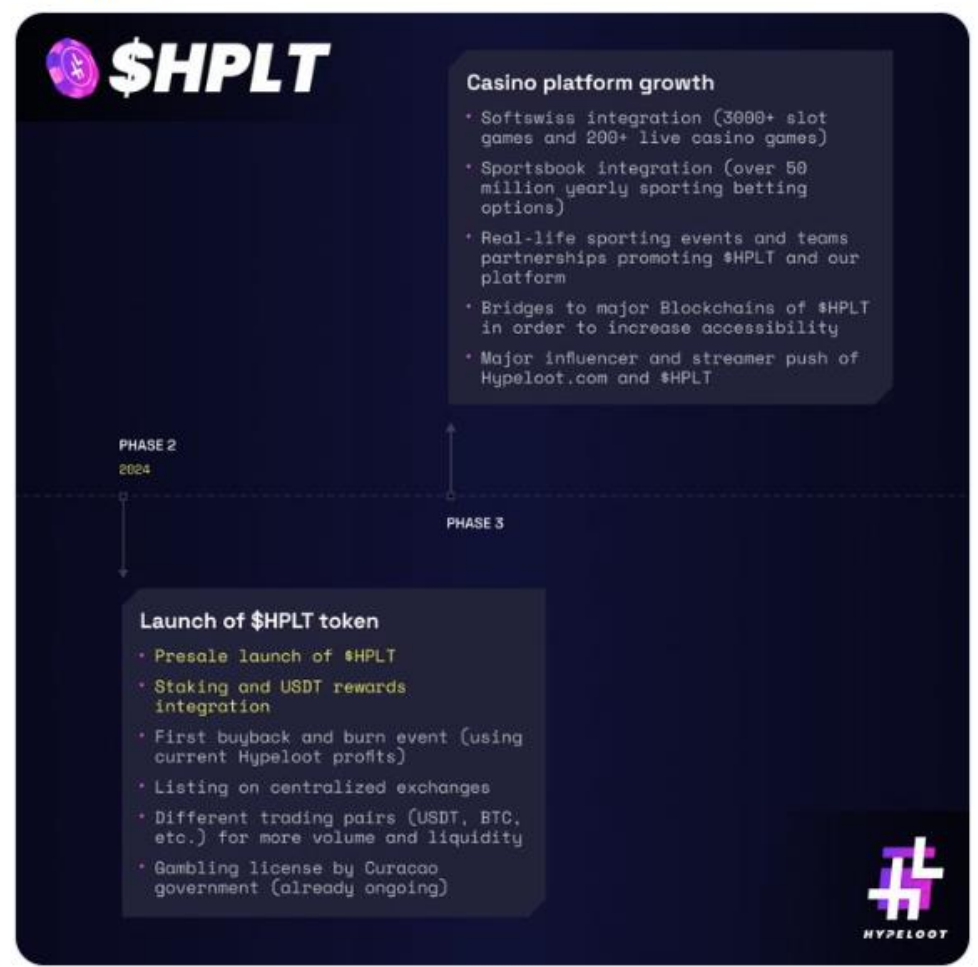 $HPLT
Casino platform growth
• Softswiss integration (3000+ slot
games and 200+ live casino games)
• Sportsbook integration (over 50
million yearly sporting betting
options)
• Real-life sporting events and teams
partnerships promoting $HPLT and our
platform
• Bridges to major Blockchains of $HPLT
in order to increase accessibility
• Major influencer and streamer push of
Hypeloot.com and $HPLT
PHASE 2
2024
PHASE 3
Launch of $HPLT token
• Presale launch of $HPLT
• Staking and USDT rewards
integration
• First buyback and burn event (using
current Hypeloot profits)
• Listing on centralized exchanges
• Different trading pairs (USDT, BTC,
etc.) for more volume and liquidity
• Gambling license by Curacao
government (already ongoing)
HYPELOOT